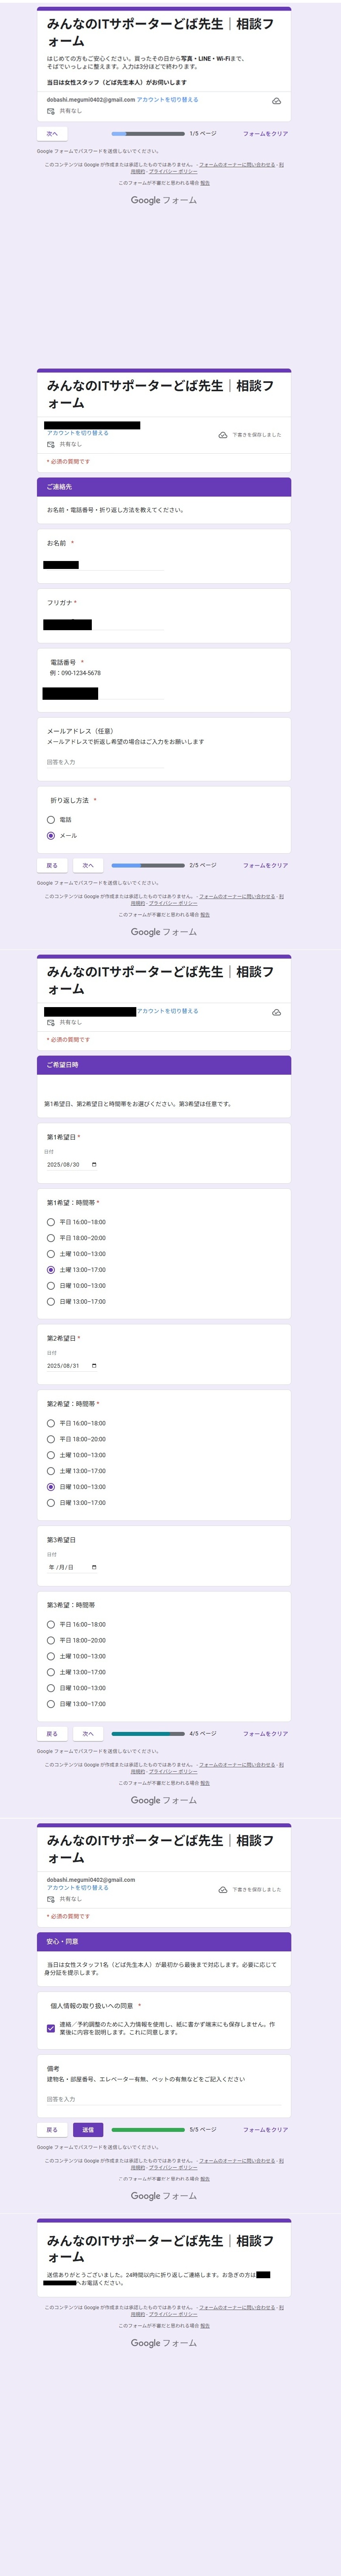 みんなのITサポーターどば先生｜相談フ
ォーム
はじめての方もご安心ください。買ったその日から写真・LINE・Wi-Fiまで、
そばでいっしょに整えます。入力は3分ほどで終わります。
当日は女性スタッフ（どば先生本人）がお伺いします
dobashi.megumi0402@gmail.com アカウントを切り替える
共有なし
次へ
1/5 ページ
フォームをクリア
Google フォームでパスワードを送信しないでください。
このコンテンツは Google が作成または承認したものではありません。 - フォームのオーナーに問い合わせる - 利
用規約 - プライバシー ポリシー
このフォームが不審だと思われる場合 報告
Google フォーム
みんなのITサポーターどば先生｜相談フ
ォーム
アカウントを切り替える
下書きを保存しました
共有なし
* 必須の質問です
ご連絡先
お名前・電話番号・折り返し方法を教えてください。
お名前 *
フリガナ *
電話番号 *
例：090-1234-5678
メールアドレス（任意）
メールアドレスで折返し希望の場合はご入力をお願いします
回答を入力
折り返し方法 *
電話
メール
戻る
次へ
2/5 ページ
フォームをクリア
Google フォームでパスワードを送信しないでください。
このコンテンツは Google が作成または承認したものではありません。 - フォームのオーナーに問い合わせる - 利
用規約 - プライバシー ポリシー
このフォームが不審だと思われる場合 報告
Google フォーム
みんなのITサポーターどば先生｜相談フ
ォーム
アカウントを切り替える
共有なし
* 必須の質問です
ご希望日時
第1希望日、第2希望日と時間帯をお選びください。第3希望は任意です。
第1希望日 *
日付
2025/08/30
第1希望：時間帯 *
平日 16:00–18:00
平日 18:00–20:00
土曜 10:00–13:00
土曜 13:00–17:00
日曜 10:00–13:00
日曜 13:00–17:00
第2希望日 *
日付
2025/08/31
第2希望：時間帯 *
平日 16:00–18:00
平日 18:00–20:00
土曜 10:00–13:00
土曜 13:00–17:00
日曜 10:00–13:00
日曜 13:00–17:00
第3希望日
日付
年 /月/日
第3希望：時間帯
平日 16:00–18:00
平日 18:00–20:00
土曜 10:00–13:00
土曜 13:00–17:00
日曜 10:00–13:00
日曜 13:00–17:00
戻る
次へ
4/5 ページ
フォームをクリア
Google フォームでパスワードを送信しないでください。
このコンテンツは Google が作成または承認したものではありません。 - フォームのオーナーに問い合わせる - 利
用規約 - プライバシー ポリシー
このフォームが不審だと思われる場合 報告
Google フォーム
みんなのITサポーターどば先生｜相談フ
ォーム
dobashi.megumi0402@gmail.com
アカウントを切り替える
下書きを保存しました
共有なし
* 必須の質問です
安心・同意
当日は女性スタッフ1名（どば先生本人）が最初から最後まで対応します。必要に応じて
身分証を提示します。
個人情報の取り扱いへの同意 *
連絡／予約調整のために入力情報を使用し、紙に書かず端末にも保存しません。作
業後に内容を説明します。これに同意します。
備考
建物名・部屋番号、エレベーター有無、ペットの有無などをご記入ください
回答を入力
戻る
送信
5/5 ページ
フォームをクリア
Google フォームでパスワードを送信しないでください。
このコンテンツは Google が作成または承認したものではありません。 - フォームのオーナーに問い合わせる - 利
用規約 - プライバシー ポリシー
このフォームが不審だと思われる場合 報告
Google フォーム
みんなのITサポーターどば先生｜相談フ
ォーム
送信ありがとうございました。24時間以内に折り返しご連絡します。お急ぎの方は
へお電話ください。
このコンテンツは Google が作成または承認したものではありません。 - フォームのオーナーに問い合わせる - 利
用規約 - プライバシー ポリシー
このフォームが不審だと思われる場合 報告
Google フォーム